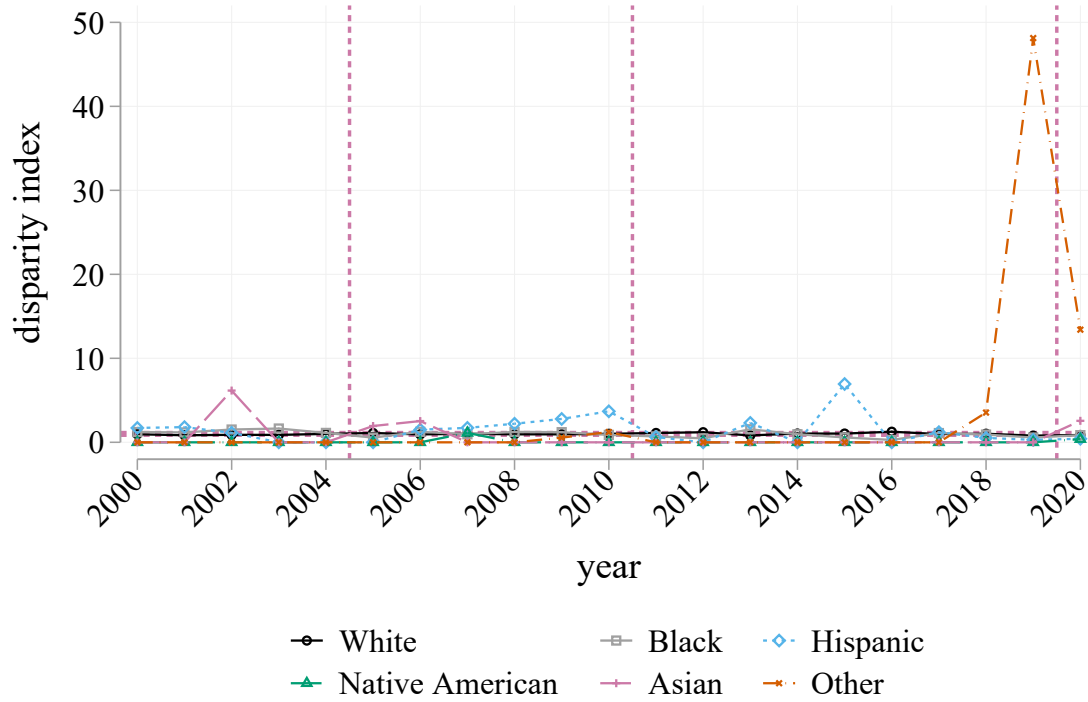 50
40
30
20
10
0
disparity index
2000 2002 2004 2006 2008 2010 2012 2014 2016 2018 2020
year
White Black Hispanic
Native American Asian Other